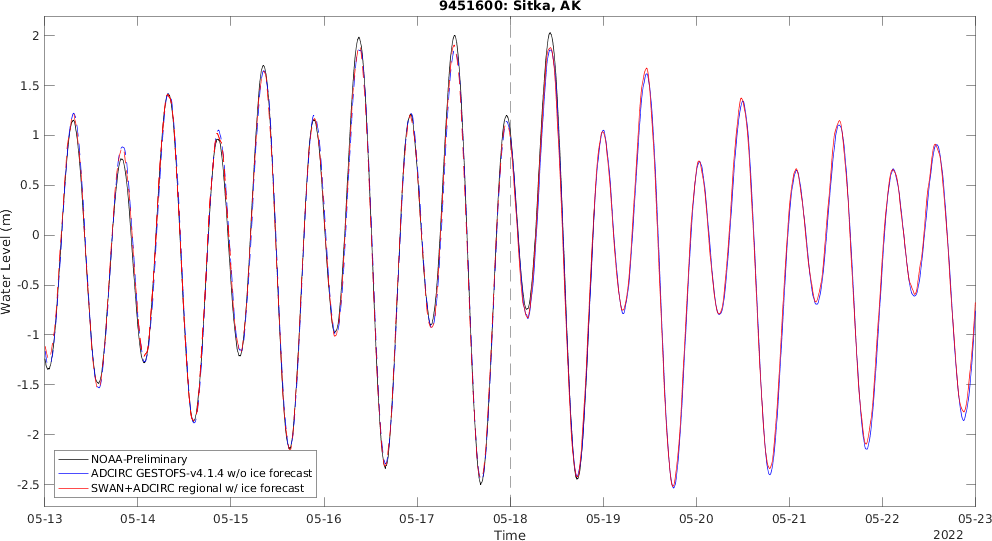 9451600: Sitka, AK
2
1.5
1
0.5
0
-0.5
-1
-1.5
-2
-2.5
Water Level (m)
NOAA-Preliminary
ADCIRC GESTOFS-v4.1.4 w/o ice forecast
SWAN+ADCIRC regional w/ ice forecast
05-13 05-14 05-15 05-16 05-17 05-18 05-19 05-20 05-21 05-22 05-23
Time
2022